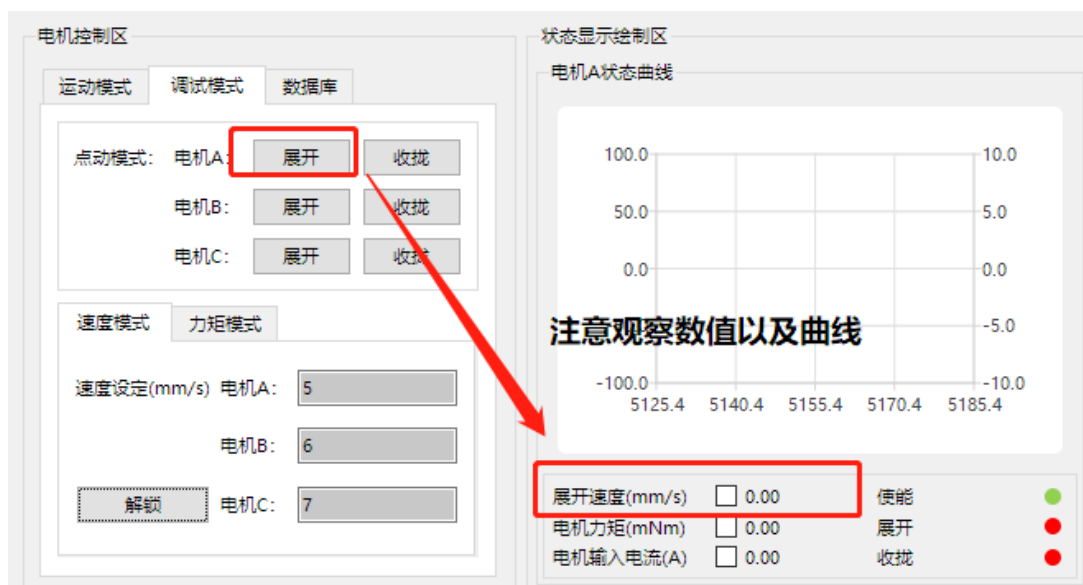 电机控制区
运动模式 调试模式 数据库
点动模式： 电机A： 展开 收拢
电机B： 展开 收拢
电机C： 展开 收拢
速度模式 力矩模式
速度设定(mm/s) 电机A： 5
电机B： 6
解锁 电机C： 7
状态显示绘制区
电机A状态曲线
100.0 10.0
50.0 5.0
0.0 0.0
注意观察数值以及曲线 -5.0
-100.0 -10.0
5125.4 5140.4 5155.4 5170.4 5185.4
展开速度(mm/s) 0.00 使能
电机力矩(mNm) 0.00 展开
电机输入电流(A) 0.00 收拢